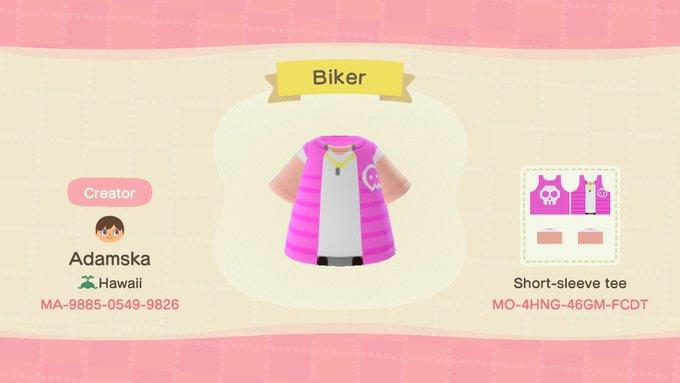 Biker
Creator
Adamska
Hawaii
MA-9885-0549-9826
Short-sleeve tee
MO-4HNG-46GM-FCDT